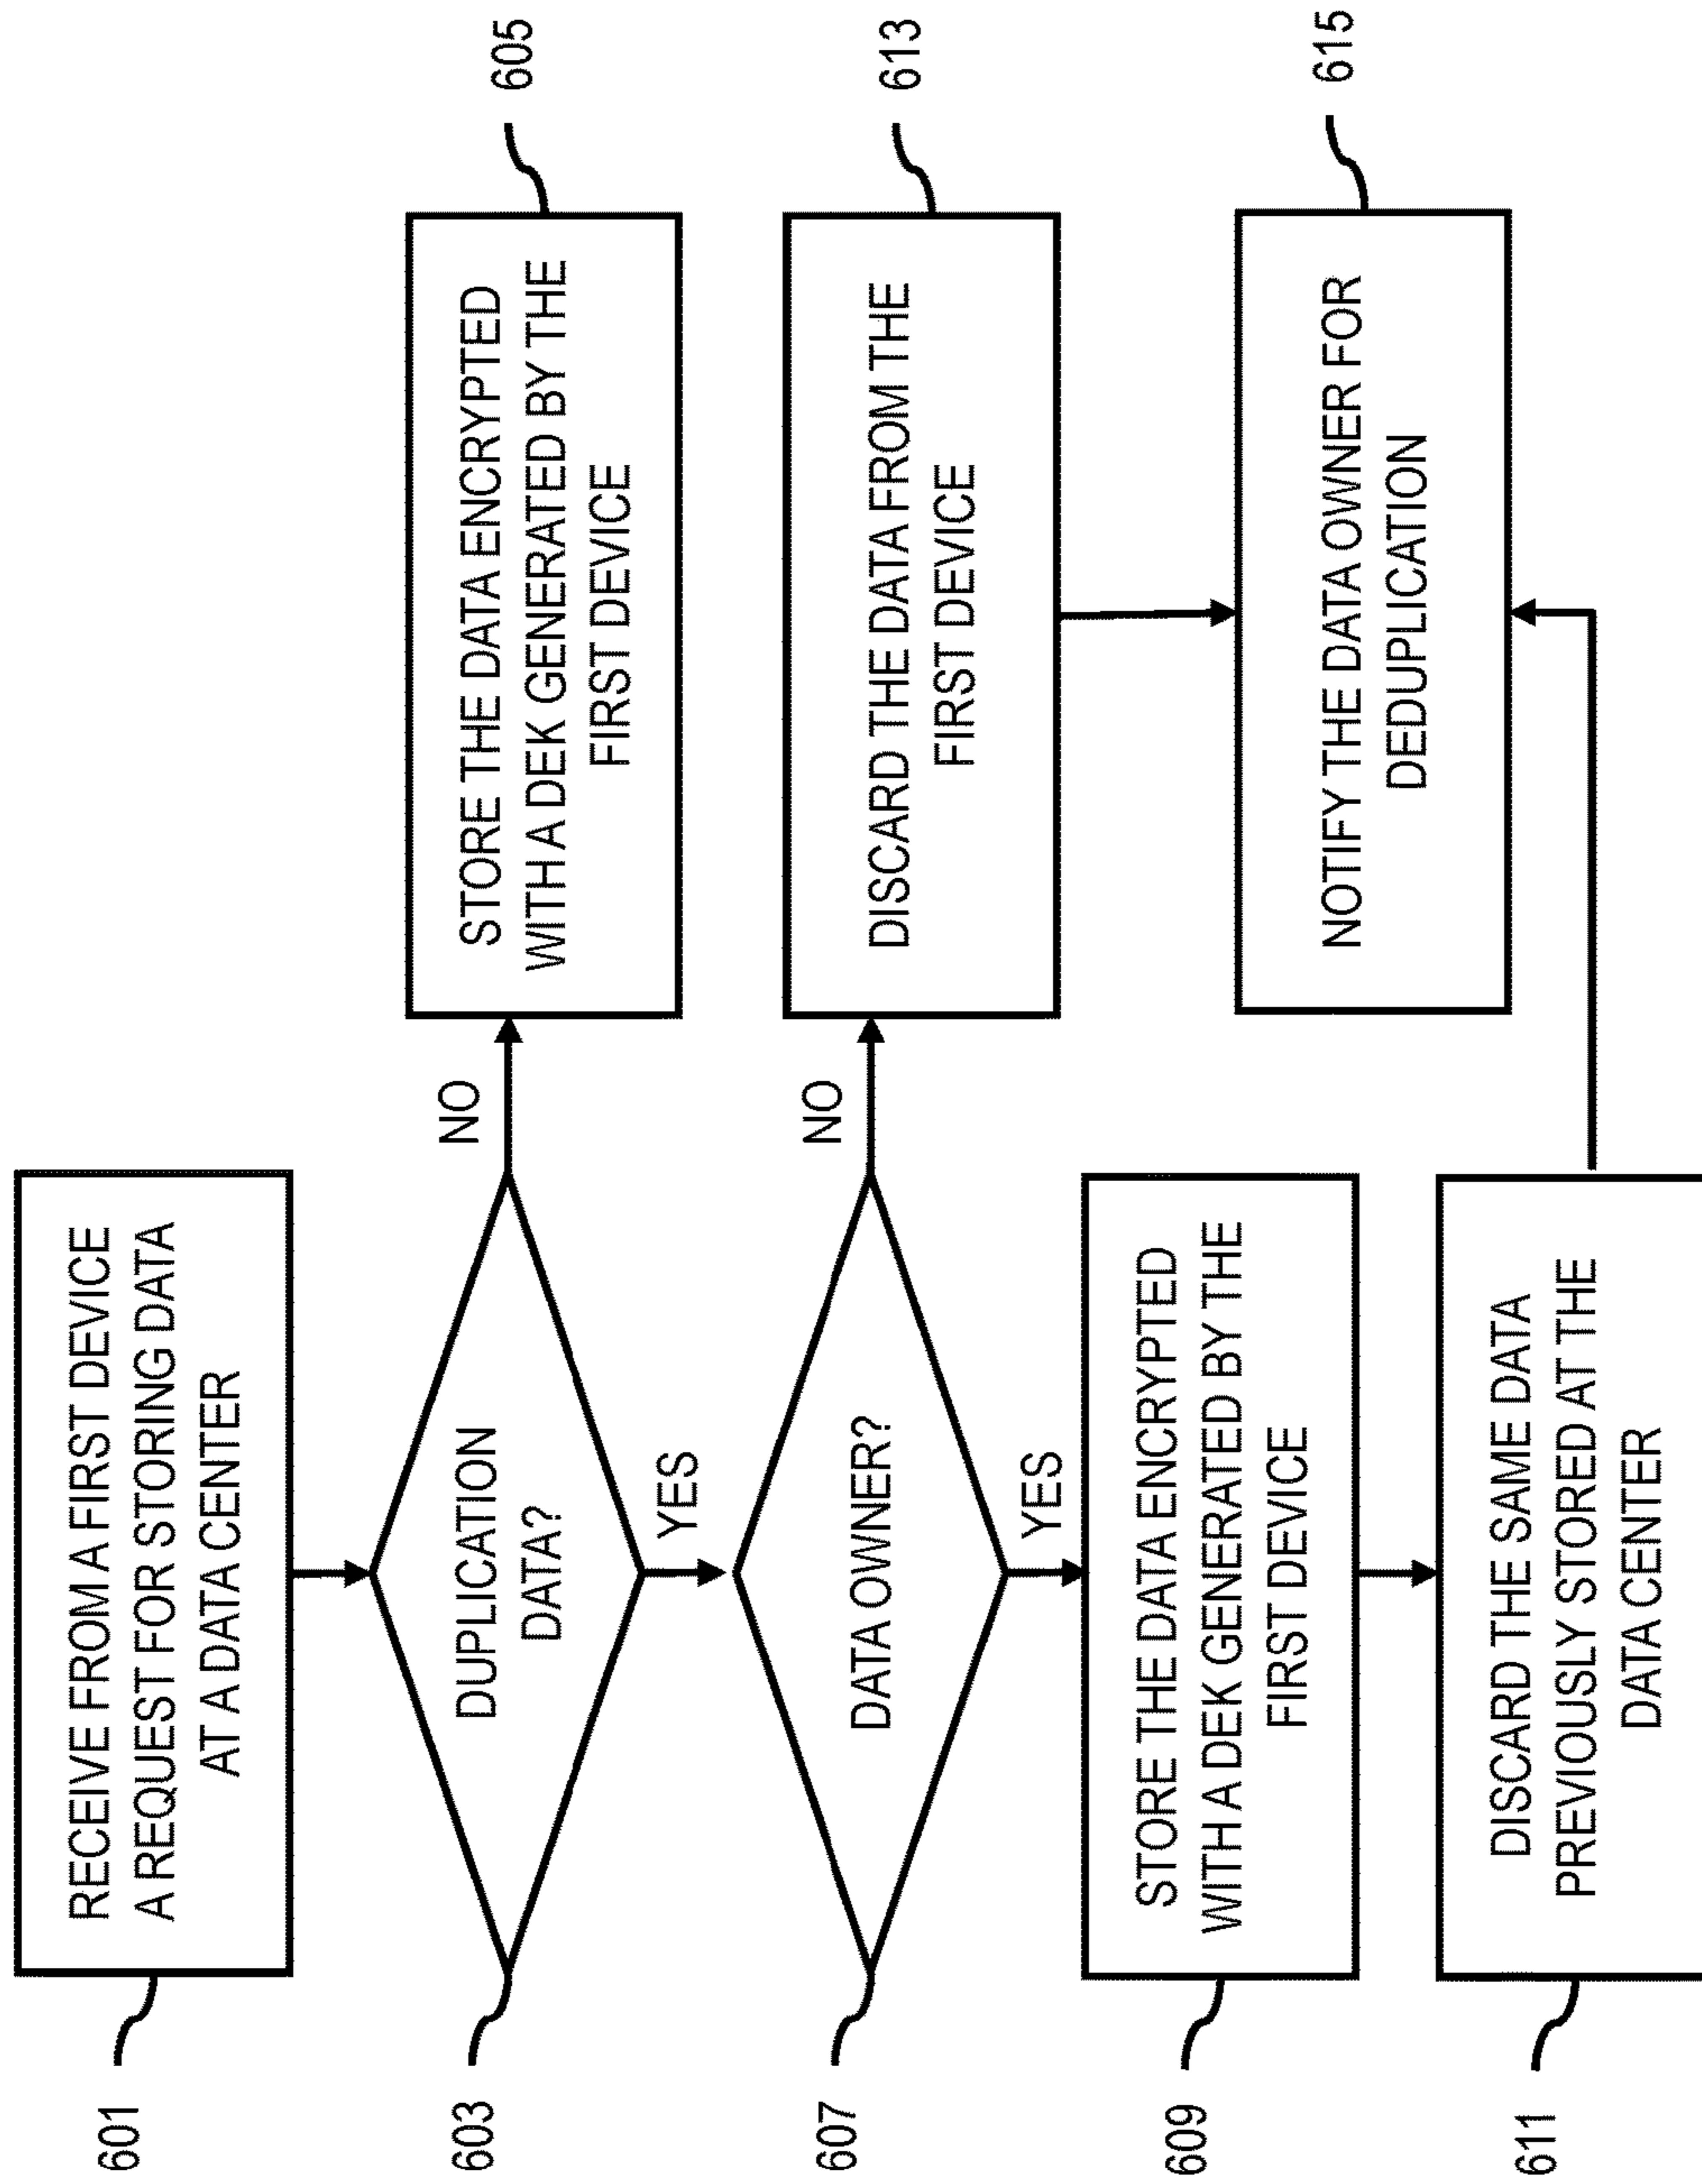 601
RECEIVE FROM A FIRST DEVICE
A REQUEST FOR STORING DATA
AT A DATA CENTER
603
DUPLICATION
DATA?
NO
STORE THE DATA ENCRYPTED
WITH A DEK GENERATED BY THE
FIRST DEVICE
605
YES
607
DATA OWNER?
NO
DISCARD THE DATA FROM THE
FIRST DEVICE
613
YES
609
STORE THE DATA ENCRYPTED
WITH A DEK GENERATED BY THE
FIRST DEVICE
NOTIFY THE DATA OWNER FOR
DEDUPLICATION
615
611
DISCARD THE SAME DATA
PREVIOUSLY STORED AT THE
DATA CENTER